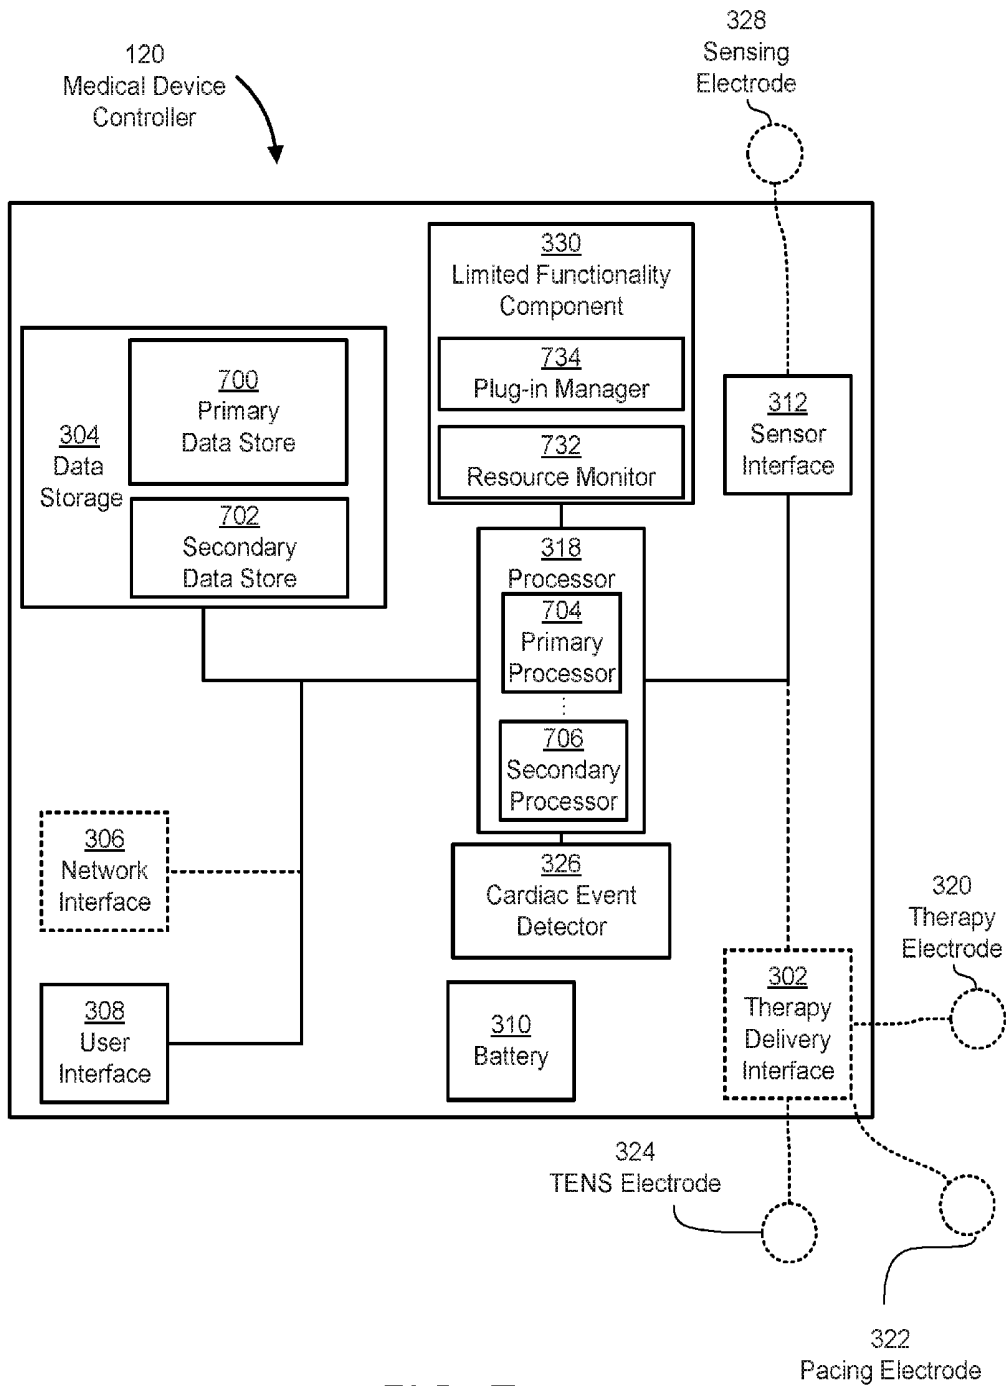 120
Medical Device
Controller
328
Sensing
Electrode
330
Limited Functionality
Component
734
Plug-in Manager
732
Resource Monitor
304
Data
Storage
700
Primary
Data Store
702
Secondary
Data Store
312
Sensor
Interface
318
Processor
704
Primary
Processor
706
Secondary
Processor
306
Network
Interface
326
Cardiac Event
Detector
308
User
Interface
310
Battery
302
Therapy
Delivery
Interface
320
Therapy
Electrode
324
TENS Electrode
322
Pacing Electrode